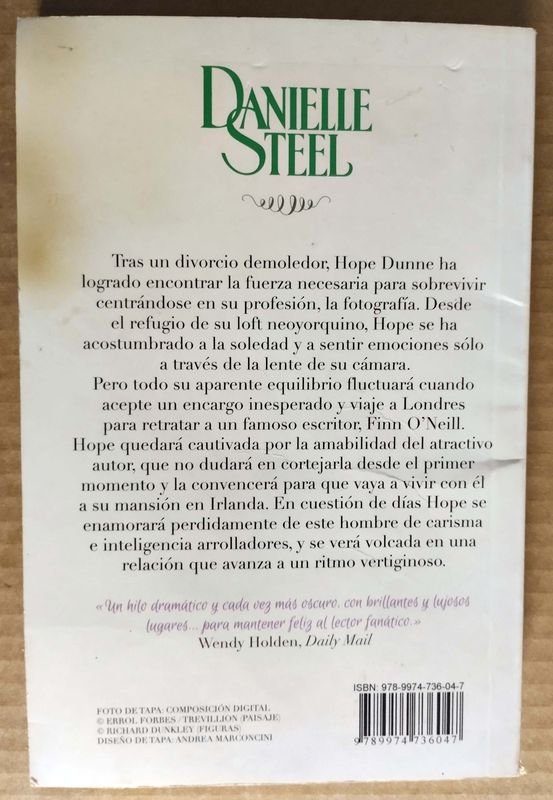 DANIELLE
STEEL
Tras un divorcio demoledor, Hope Dunne ha
logrado encontrar la fuerza necesaria para sobrevivir
centrándose en su profesión, la fotografía. Desde
el refugio de su loft neoyorquino, Hope se ha
acostumbrado a la soledad y a sentir emociones sólo
a través de la lente de su cámara.
Pero todo su aparente equilibrio fluctuará cuando
acepte un encargo inesperado y viaje a Londres
para retratar a un famoso escritor, Finn O'Neill.
Hope quedará cautivada por la amabilidad del atractivo
autor, que no dudará en cortejarla desde el primer
momento y la convencerá para que vaya a vivir con él
a su mansión en Irlanda. En cuestión de días Hope se
enamorará perdidamente de este hombre de carisma
e inteligencia arrolladores, y se verá volcada en una
relación que avanza a un ritmo vertiginoso.
«Un hilo dramático y cada vez más oscuro, con brillantes y lujosos
lugares... para mantener feliz al lector fanático.»
Wendy Holden, Daily Mail
ISBN: 978-9974-736-04-7
FOTO DE TAPA: COMPOSICIÓN DIGITAL
© ERROL FORBES / TREVILLION (PAISAJE)
© RICHARD DUNKLEY (FIGURAS)
DISEÑO DE TAPA: ANDREA MARCONCINI
9789974736047